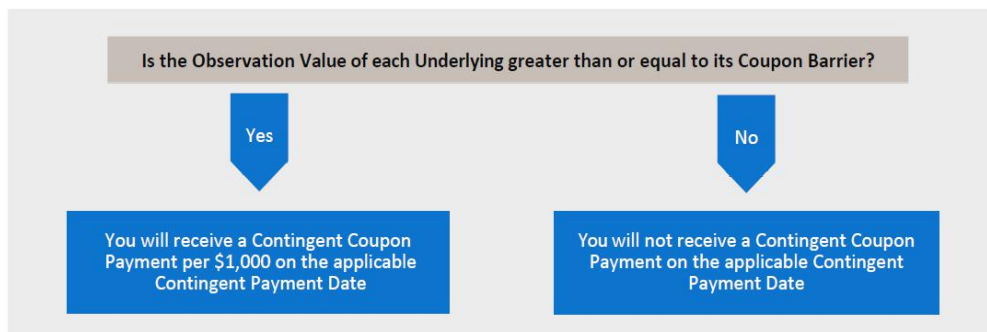 Is the Observation Value of each Underlying greater than or equal to its Coupon Barrier?
Yes
No
You will receive a Contingent Coupon
Payment per $1,000 on the applicable
Contingent Payment Date
You will not receive a Contingent Coupon
Payment on the applicable Contingent
Payment Date